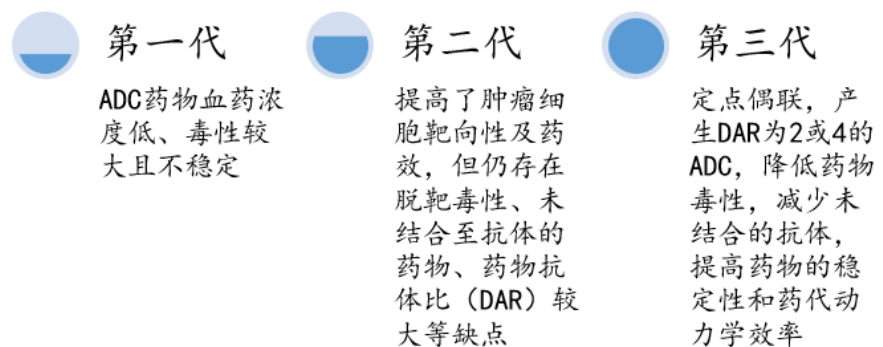 第一代
ADC药物血药浓
度低、毒性较
大且不稳定
第二代
提高了肿瘤细
胞靶向性及药
效，但仍存在
脱靶毒性、未
结合至抗体的
药物、药物抗
体比（DAR）较
大等缺点
第三代
定点偶联，产
生DAR为2或4的
ADC，降低药物
毒性，减少未
结合的抗体，
提高药物的稳
定性和药代动
力学效率